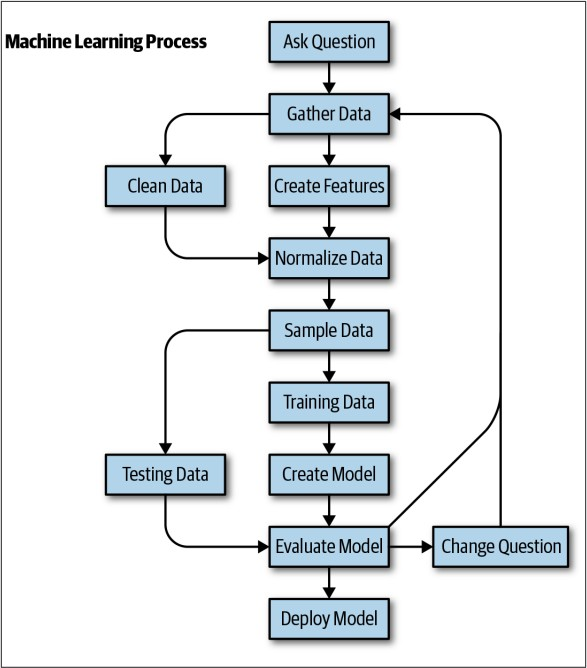 Machine Learning Process
Ask Question
Gather Data
Clean Data
Create Features
Normalize Data
Sample Data
Training Data
Testing Data
Create Model
Evaluate Model
Change Question
Deploy Model